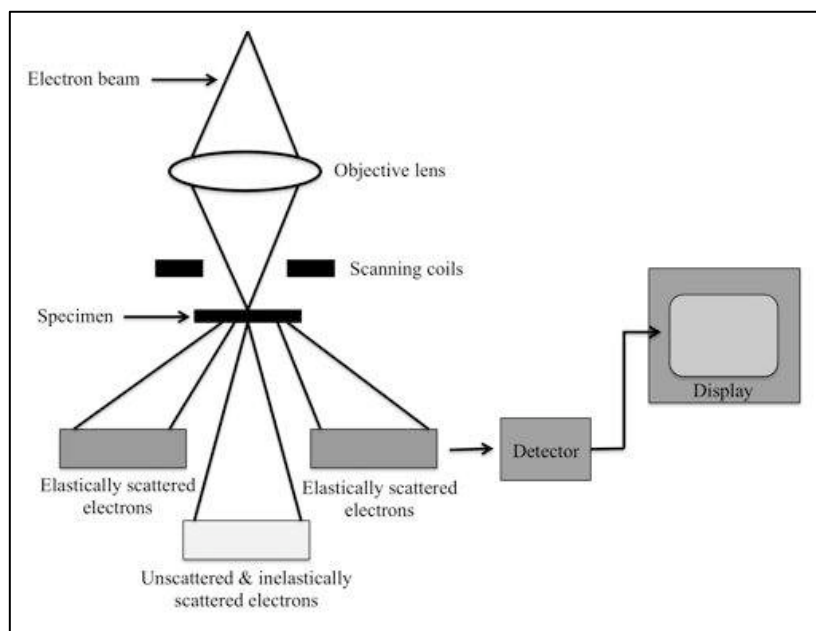 Electron beam
Objective lens
Scanning coils
Specimen
Display
Detector
Elastically scattered
electrons
Elastically scattered
electrons
Unscattered & inelastically
scattered electrons